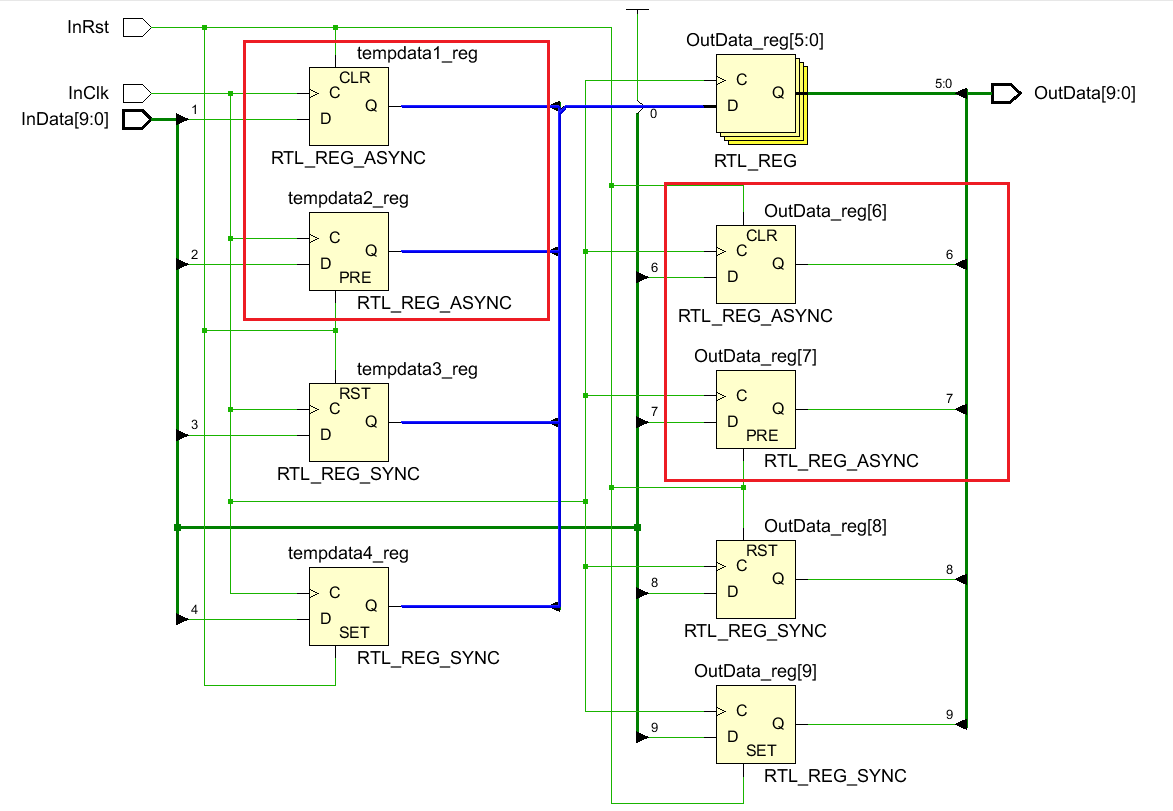 InRst
InClk
InData[9:0]
1
2
3
4
tempdata1_reg
CLR
C
Q
D
RTL_REG_ASYNC
tempdata2_reg
C
Q
D
PRE
RTL_REG_ASYNC
tempdata3_reg
RST
C
Q
D
RTL_REG_SYNC
tempdata4_reg
C
Q
D
SET
RTL_REG_SYNC
0
6
7
8
9
OutData_reg[5:0]
C
Q
D
RTL_REG
OutData_reg[6]
CLR
C
Q
D
RTL_REG_ASYNC
OutData_reg[7]
C
Q
D
PRE
RTL_REG_ASYNC
OutData_reg[8]
RST
C
Q
D
RTL_REG_SYNC
OutData_reg[9]
C
Q
D
SET
RTL_REG_SYNC
5:0
6
7
8
9
OutData[9:0]